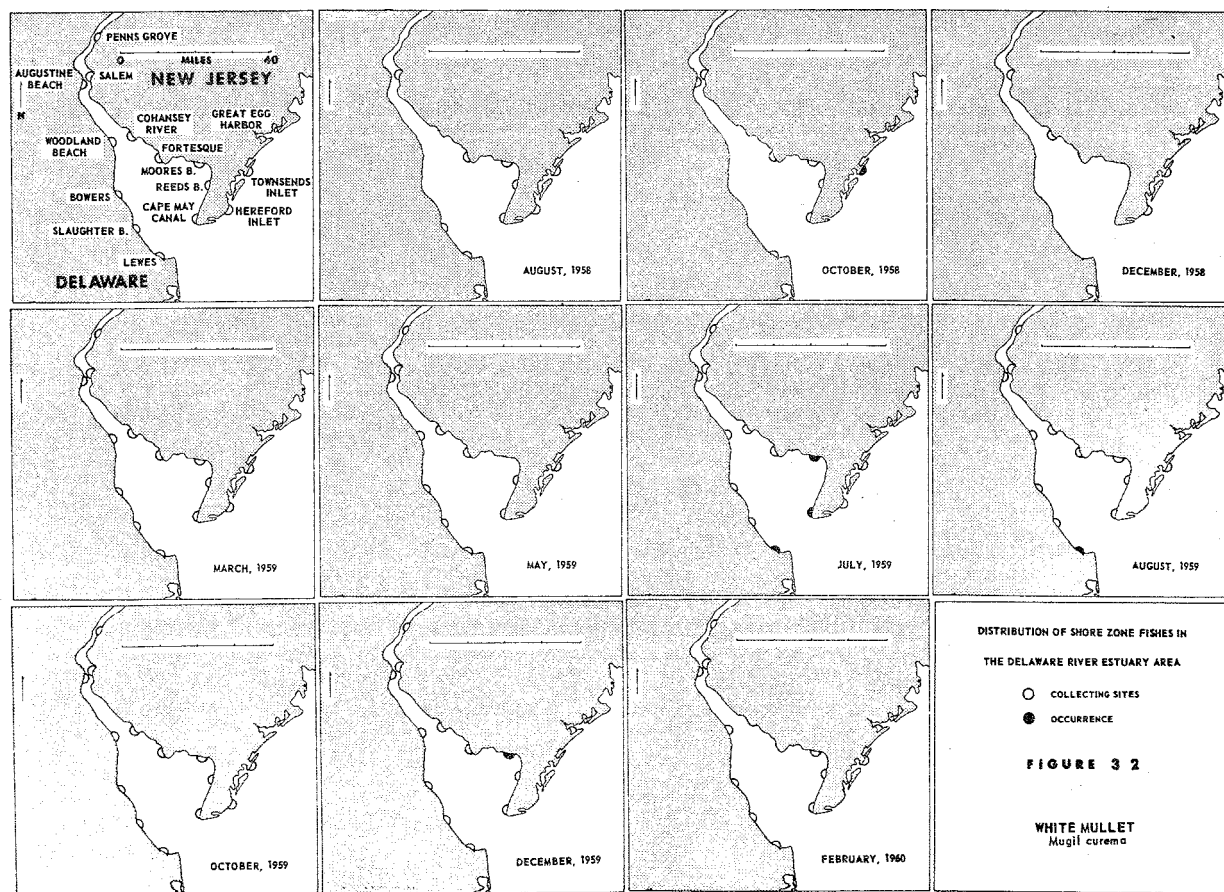 PENNS GROVE
0 MILES 40
AUGUSTINE
BEACH
SALEM
NEW JERSEY
N
COHANSEY
RIVER
GREAT EGG
HARBOR
WOODLAND
BEACH
FORTESQUE
MOORES B.
REEDS B.
TOWNSENDS
INLET
BOWERS
CAPE MAY
CANAL
HEREFORD
INLET
SLAUGHTER B.
LEWES
DELAWARE
AUGUST, 1958
OCTOBER, 1958
DECEMBER, 1958
MARCH, 1959
MAY, 1959
JULY, 1959
AUGUST, 1959
OCTOBER, 1959
DECEMBER, 1959
FEBRUARY, 1960
DISTRIBUTION OF SHORE ZONE FISHES IN
THE DELAWARE RIVER ESTUARY AREA
COLLECTING SITES
OCCURRENCE
FIGURE 32
WHITE MULLET
Mugil curema